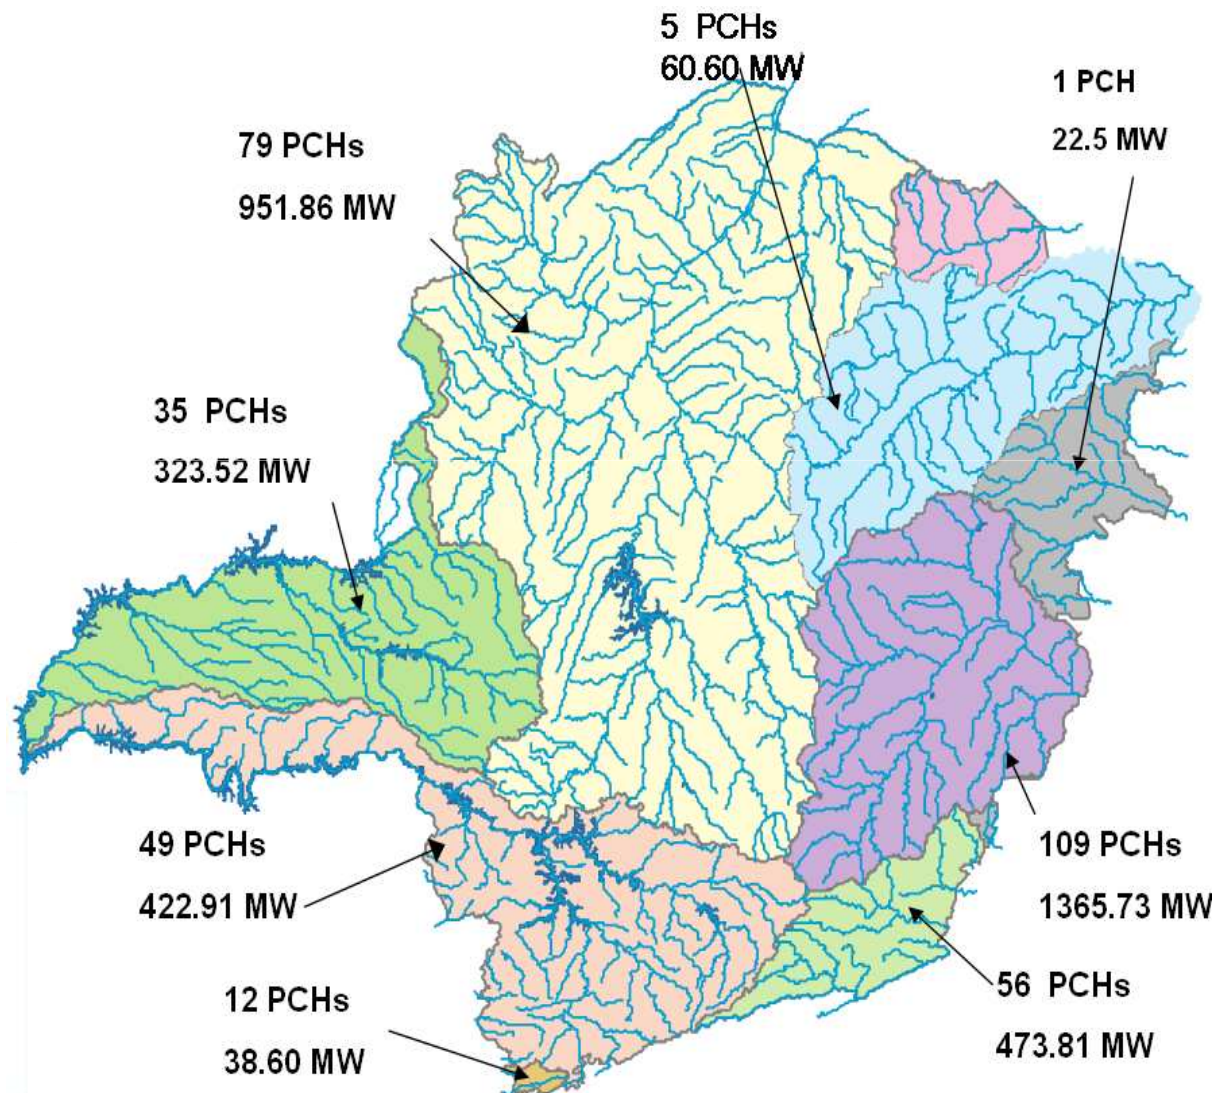 5 PCHs
60.60 MW
1 PCH
22.5 MW
79 PCHs
951.86 MW
35 PCHs
323.52 MW
49 PCHs
422.91 MW
109 PCHs
1365.73 MW
12 PCHs
38.60 MW
56 PCHs
473.81 MW